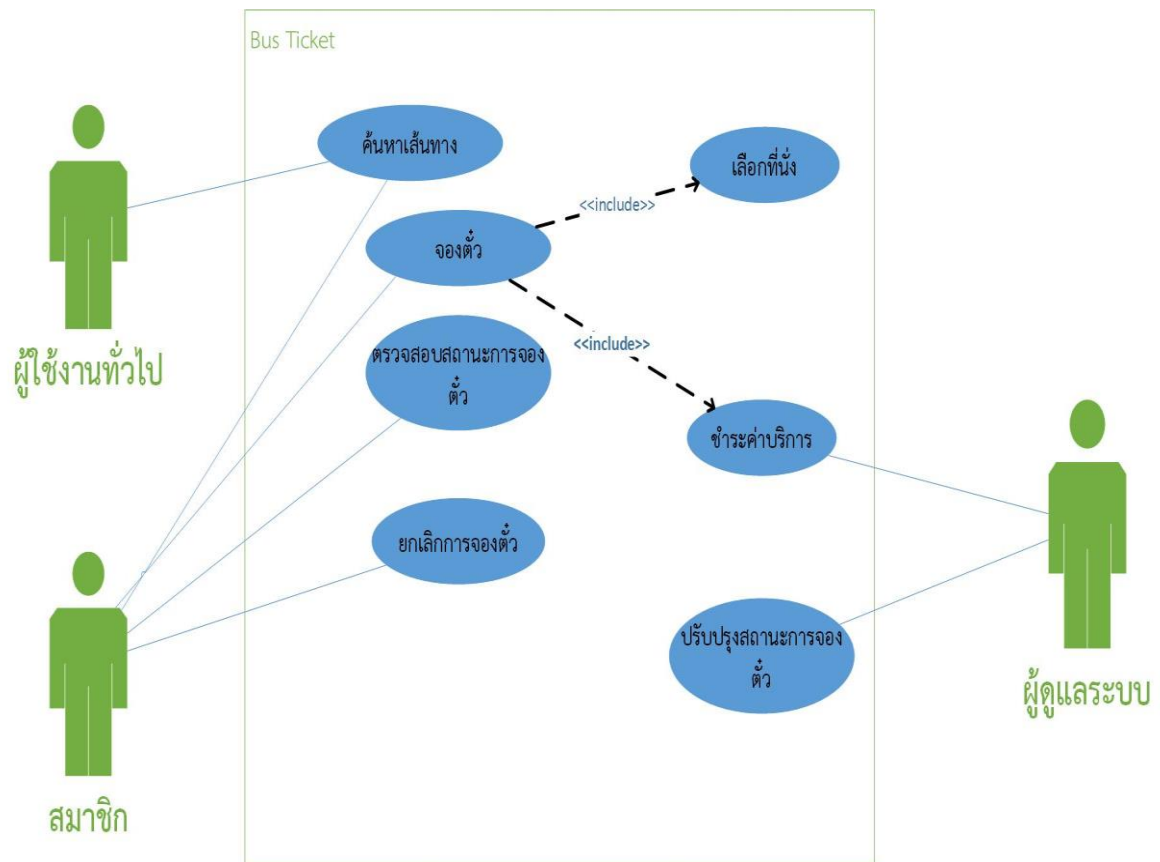 Bus Ticket
ค้นหาเส้นทาง
เลือกที่นั่ง
<<include>>
จองตั๋ว
<<include>>
ตรวจสอบสถานะการจอง
ตั๋ว
ผู้ใช้งานทั่วไป
ชำระค่าบริการ
ยกเลิกการจองตั๋ว
ปรับปรุงสถานะการจอง
ตั๋ว
ผู้ดูแลระบบ
สมาชิก